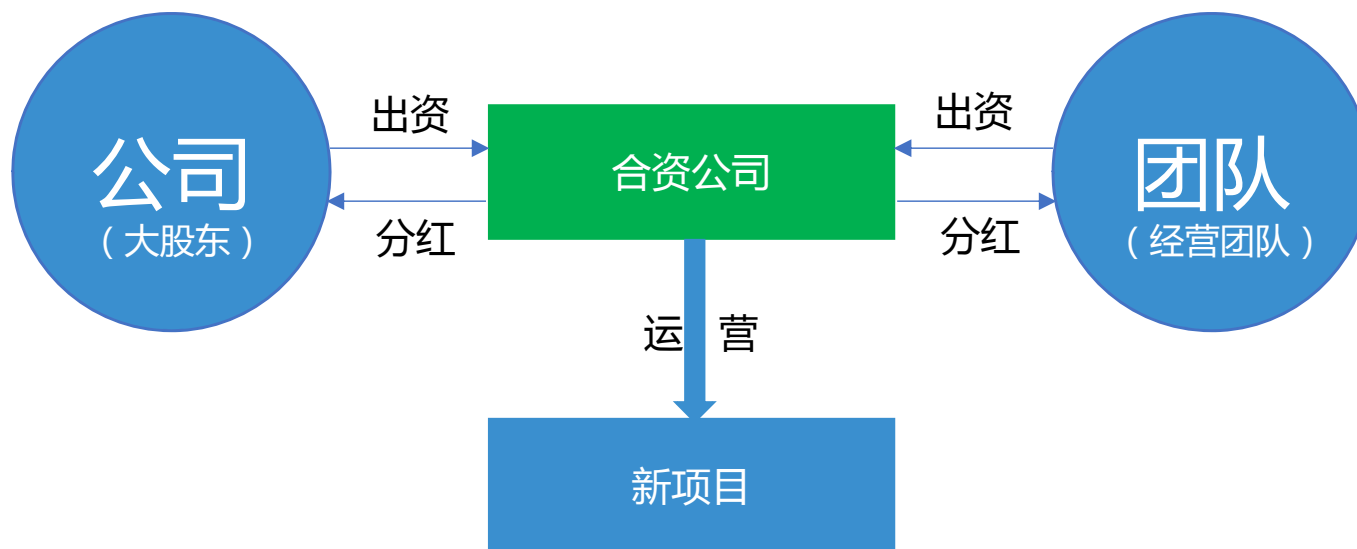 公司
（大股东）
出资
分红
合资公司
出资
分红
团队
（经营团队）
运 营
新项目